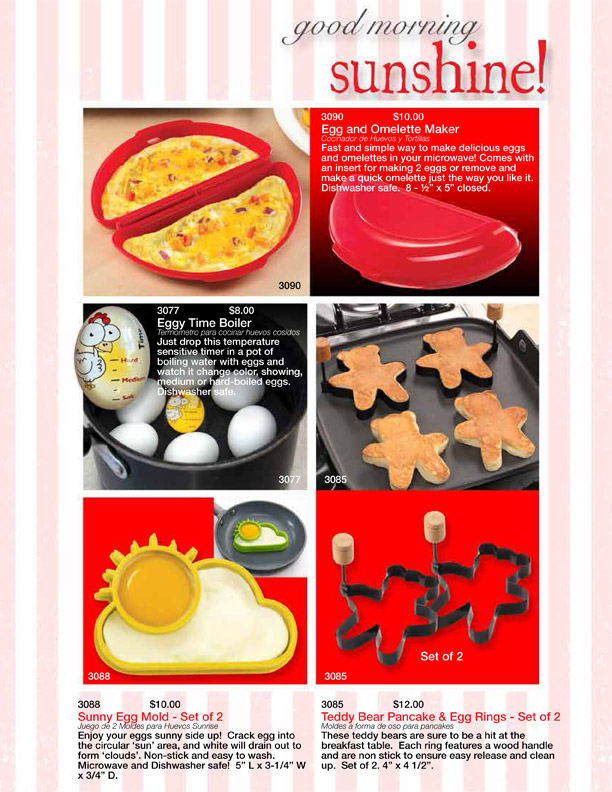 good morning
sunshine!
3090 $10.00
Egg and Omelette Maker
Cocinador de Huevos y Tortillas
Fast and simple way to make delicious eggs
and omelettes in your microwave! Comes with
an insert for making 2 eggs or remove and
make a quick omelette just the way you like it.
Dishwasher safe. 8 - ½” x 5” closed.
3090
3077 $8.00
Eggy Time Boiler
Termometro para cocinar huevos cosidos
Just drop this temperature
sensitive timer in a pot of
boiling water with eggs and
watch it change color, showing,
medium or hard-boiled eggs.
Dishwasher safe.
Timer
Hard
Medium
Soft
3077
3085
3088
Set of 2
3085
3088 $10.00
Sunny Egg Mold - Set of 2
Juego de 2 Moldes para Huevos Sunrise
Enjoy your eggs sunny side up! Crack egg into
the circular ‘sun’ area, and white will drain out to
form ‘clouds’. Non-stick and easy to wash.
Microwave and Dishwasher safe! 5” L x 3-1/4” W
x 3/4” D.
3085 $12.00
Teddy Bear Pancake & Egg Rings - Set of 2
Moldes a forma de oso para pancakes
These teddy bears are sure to be a hit at the
breakfast table. Each ring features a wood handle
and are non stick to ensure easy release and clean
up. Set of 2. 4” x 4 1/2”.